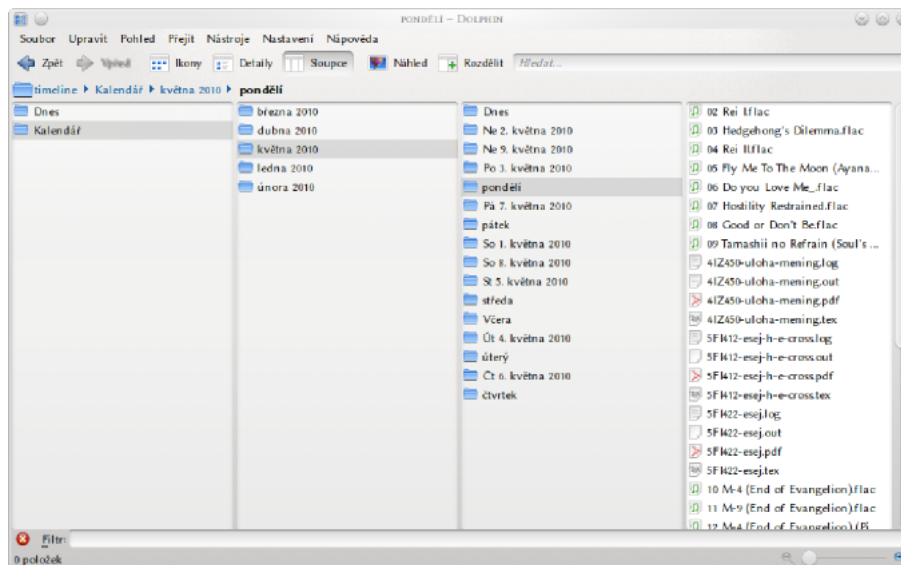 pondělí – Dolphin
Soubor Upravit Pohled Přejít Nástroje Nastavení Nápověda
Zpět Vpřed Ikony Detaily Sloupce Náhled Rozdělit Hledat...
timeline Kalendář května 2010 pondělí
Dnes
Kalendář
března 2010
dubna 2010
května 2010
ledna 2010
února 2010
Dnes
Ne 2. května 2010
Ne 9. května 2010
Po 3. května 2010
pondělí
Pá 7. května 2010
pátek
So 1. května 2010
So 8. května 2010
St 5. května 2010
středa
Včera
Út 4. května 2010
úterý
Čt 6. května 2010
čtvrtek
02 Rei I.flac
03 Hedgehong's Dilemma.flac
04 Rei II.flac
05 Fly Me To The Moon (Ayana...
06 Do you Love Me_.flac
07 Hostility Restrained.flac
08 Good or Don't Be.flac
09 Tamashii no Refrain (Soul's ...
4IZ450-uloha-mening.log
4IZ450-uloha-mening.out
4IZ450-uloha-mening.pdf
4IZ450-uloha-mening.tex
5FI412-esej-h-e-cross.log
5FI412-esej-h-e-cross.out
5FI412-esej-h-e-cross.pdf
5FI412-esej-h-e-cross.tex
5FI422-esej.log
5FI422-esej.out
5FI422-esej.pdf
5FI422-esej.tex
10 M-4 (End of Evangelion).flac
11 M-9 (End of Evangelion).flac
12 M-4 (End of Evangelion) (Pi
Filtr:
0 položek